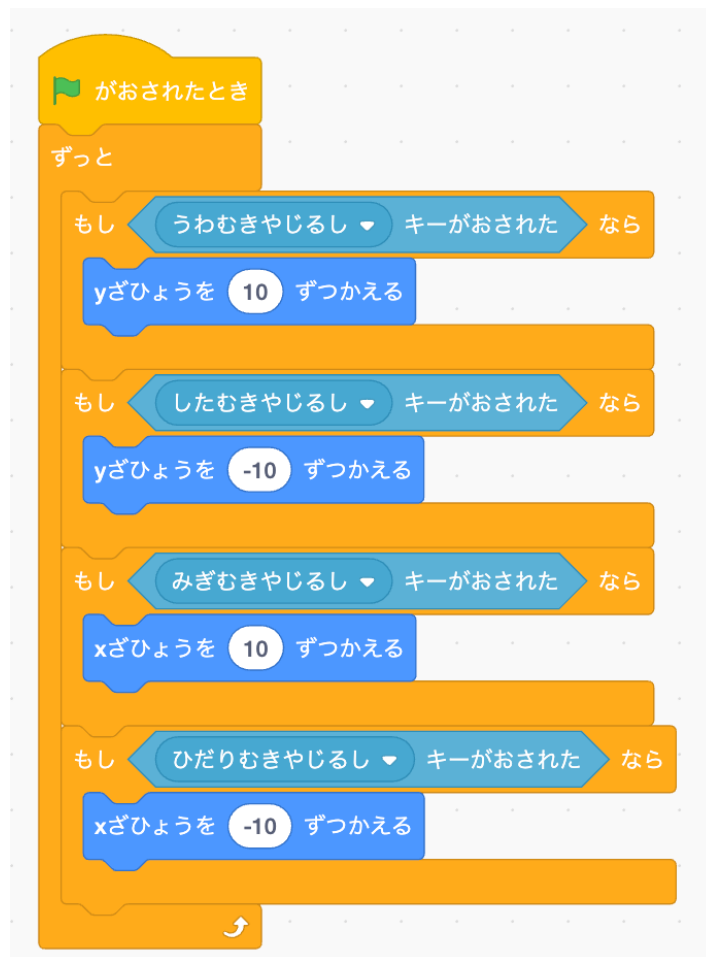 がおされたとき
ずっと
もし うわむきやじるし キーがおされた なら
yざひょうを 10 ずつかえる
もし したむきやじるし キーがおされた なら
yざひょうを -10 ずつかえる
もし みぎむきやじるし キーがおされた なら
xざひょうを 10 ずつかえる
もし ひだりむきやじるし キーがおされた なら
xざひょうを -10 ずつかえる